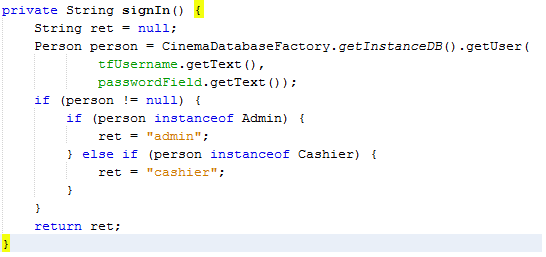 private String signIn() {
    String ret = null;
    Person person = CinemaDatabaseFactory.getInstanceDB().getUser(
            tfUsername.getText(),
            passwordField.getText());
    if (person != null) {
        if (person instanceof Admin) {
            ret = "admin";
        } else if (person instanceof Cashier) {
            ret = "cashier";
        }
    }
    return ret;
}